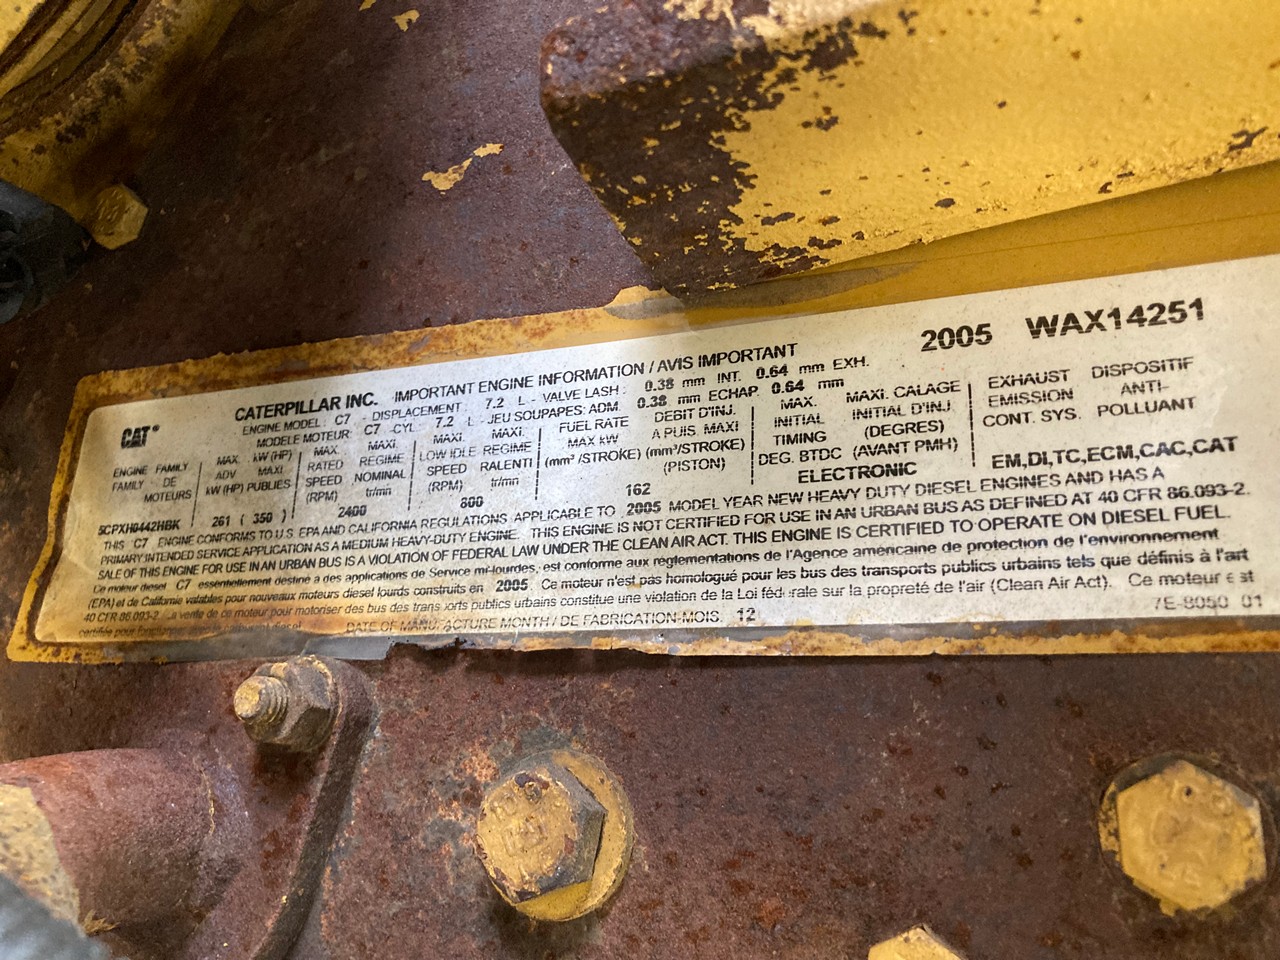 2005 WAX14251
CAT®
CATERPILLAR INC. IMPORTANT ENGINE INFORMATION / AVIS IMPORTANT
ENGINE MODEL: C7 - DISPLACEMENT : 7.2 L - VALVE LASH : 0.38 mm INT. 0.64 mm EXH.
MODELE MOTEUR: C7 -CYL 7.2 L - JEU SOUPAPES: ADM. 0.38 mm ECHAP. 0.64 mm
ENGINE FAMILY
FAMILY DE
MOTEURS
5CPXH0442HBK
MAX. kW (HP)
ADV MAXI
kW (HP) PUBLIES
261 ( 350 )
MAX. MAXI.
RATED REGIME
SPEED NOMINAL
(RPM) tr/min
2400
MAXI. MAXI.
LOW IDLE REGIME
SPEED RALENTI
(RPM) tr/min
800
FUEL RATE DEBIT D'INJ.
MAX kW A PUIS. MAXI
(mm³ /STROKE) (mm³/STROKE)
(PISTON)
162
MAX. MAXI. CALAGE
INITIAL INITIAL D'INJ
TIMING (DEGRES)
DEG. BTDC (AVANT PMH)
ELECTRONIC
EXHAUST DISPOSITIF
EMISSION ANTI-
CONT. SYS. POLLUANT
EM,DI,TC,ECM,CAC,CAT
THIS C7 ENGINE CONFORMS TO U.S EPA AND CALIFORNIA REGULATIONS APPLICABLE TO 2005 MODEL YEAR NEW HEAVY DUTY DIESEL ENGINES AND HAS A
PRIMARY INTENDED SERVICE APPLICATION AS A MEDIUM HEAVY-DUTY ENGINE. THIS ENGINE IS NOT CERTIFIED FOR USE IN AN URBAN BUS AS DEFINED AT 40 CFR 86.093-2.
SALE OF THIS ENGINE FOR USE IN AN URBAN BUS IS A VIOLATION OF FEDERAL LAW UNDER THE CLEAN AIR ACT. THIS ENGINE IS CERTIFIED TO OPERATE ON DIESEL FUEL.
Ce moteur diesel C7 essentiellement destiné à des applications de Service mi-lourdes, est conforme aux réglementations de l'Agence américaine de protection de l'environnement
(EPA) et de Californie valables pour nouveaux moteurs diesel lourds construits en 2005 Ce moteur n'est pas homologué pour les bus des transports publics urbains tels que définis à l'art
40 CFR 86.093-2. La vente de ce moteur pour motoriser des bus des transports publics urbains constitue une violation de la Loi fédérale sur la propreté de l'air (Clean Air Act). Ce moteur est
certifiée pour
DATE OF MANUFACTURE MONTH / DE FABRICATION-MOIS. 12
7E-8050 01